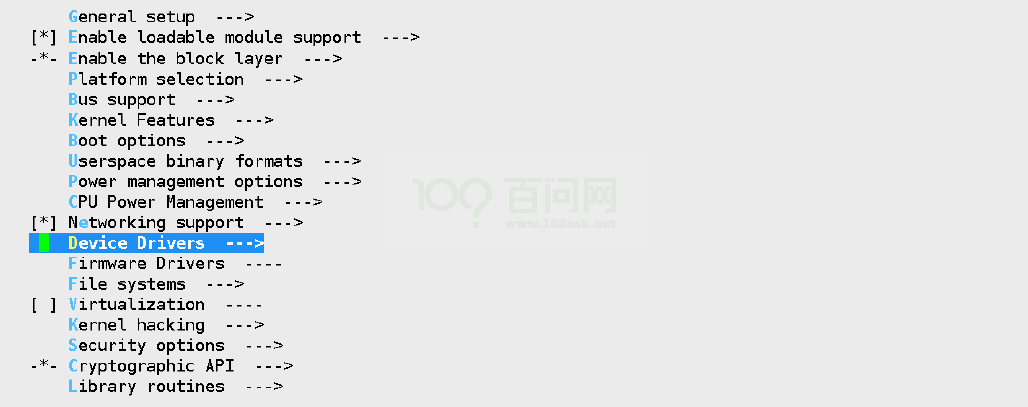 General setup  --->
[*] Enable loadable module support  --->
-*- Enable the block layer  --->
Platform selection  --->
Bus support  --->
Kernel Features  --->
Boot options  --->
Userspace binary formats  --->
Power management options  --->
CPU Power Management  --->
[*] Networking support  --->
Device Drivers  --->
Firmware Drivers  ----
File systems  --->
[ ] Virtualization  ----
Kernel hacking  --->
Security options  --->
-*- Cryptographic API  --->
Library routines  --->
100? 百问网
www.100ask.net